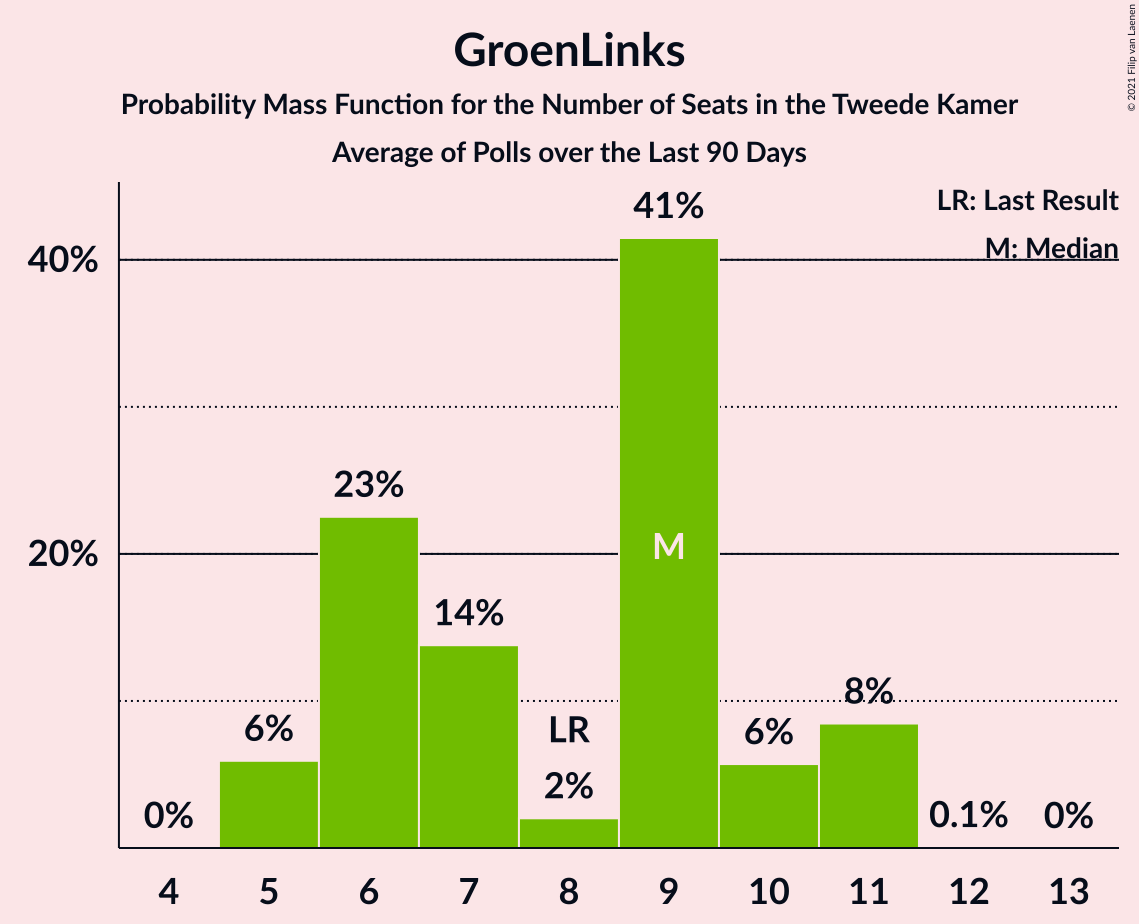 GroenLinks
Probability Mass Function for the Number of Seats in the Tweede Kamer
Average of Polls over the Last 90 Days
© 2021 Filip van Laenen
LR: Last Result
M: Median
40%
20%
0%
6%
23%
14%
LR
2%
41%
M
6%
8%
0.1%
0%
4 5 6 7 8 9 10 11 12 13